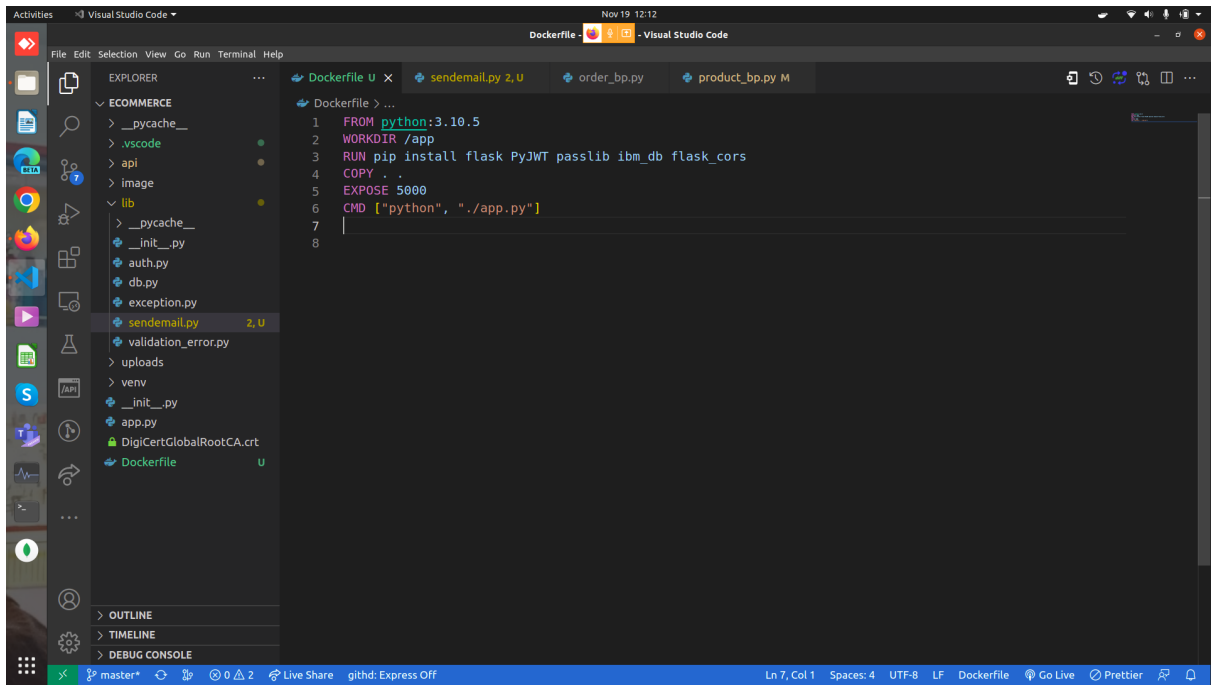 Activities Visual Studio Code Nov 19 12:12
Dockerfile - - Visual Studio Code
File Edit Selection View Go Run Terminal Help
EXPLORER
Dockerfile U
sendemail.py 2, U
order_bp.py
product_bp.py M
ECOMMERCE
__pycache__
.vscode
api
image
lib
__pycache__
__init__.py
auth.py
db.py
exception.py
sendemail.py 2, U
validation_error.py
uploads
venv
__init__.py
app.py
DigiCertGlobalRootCA.crt
Dockerfile U
OUTLINE
TIMELINE
DEBUG CONSOLE
Dockerfile > ...
1 FROM python:3.10.5
2 WORKDIR /app
3 RUN pip install flask PyJWT passlib ibm_db flask_cors
4 COPY . .
5 EXPOSE 5000
6 CMD ["python", "./app.py"]
7
8
BETA
7
/API
master* 0 2 Live Share githd: Express Off Ln 7, Col 1 Spaces: 4 UTF-8 LF Dockerfile Go Live Prettier